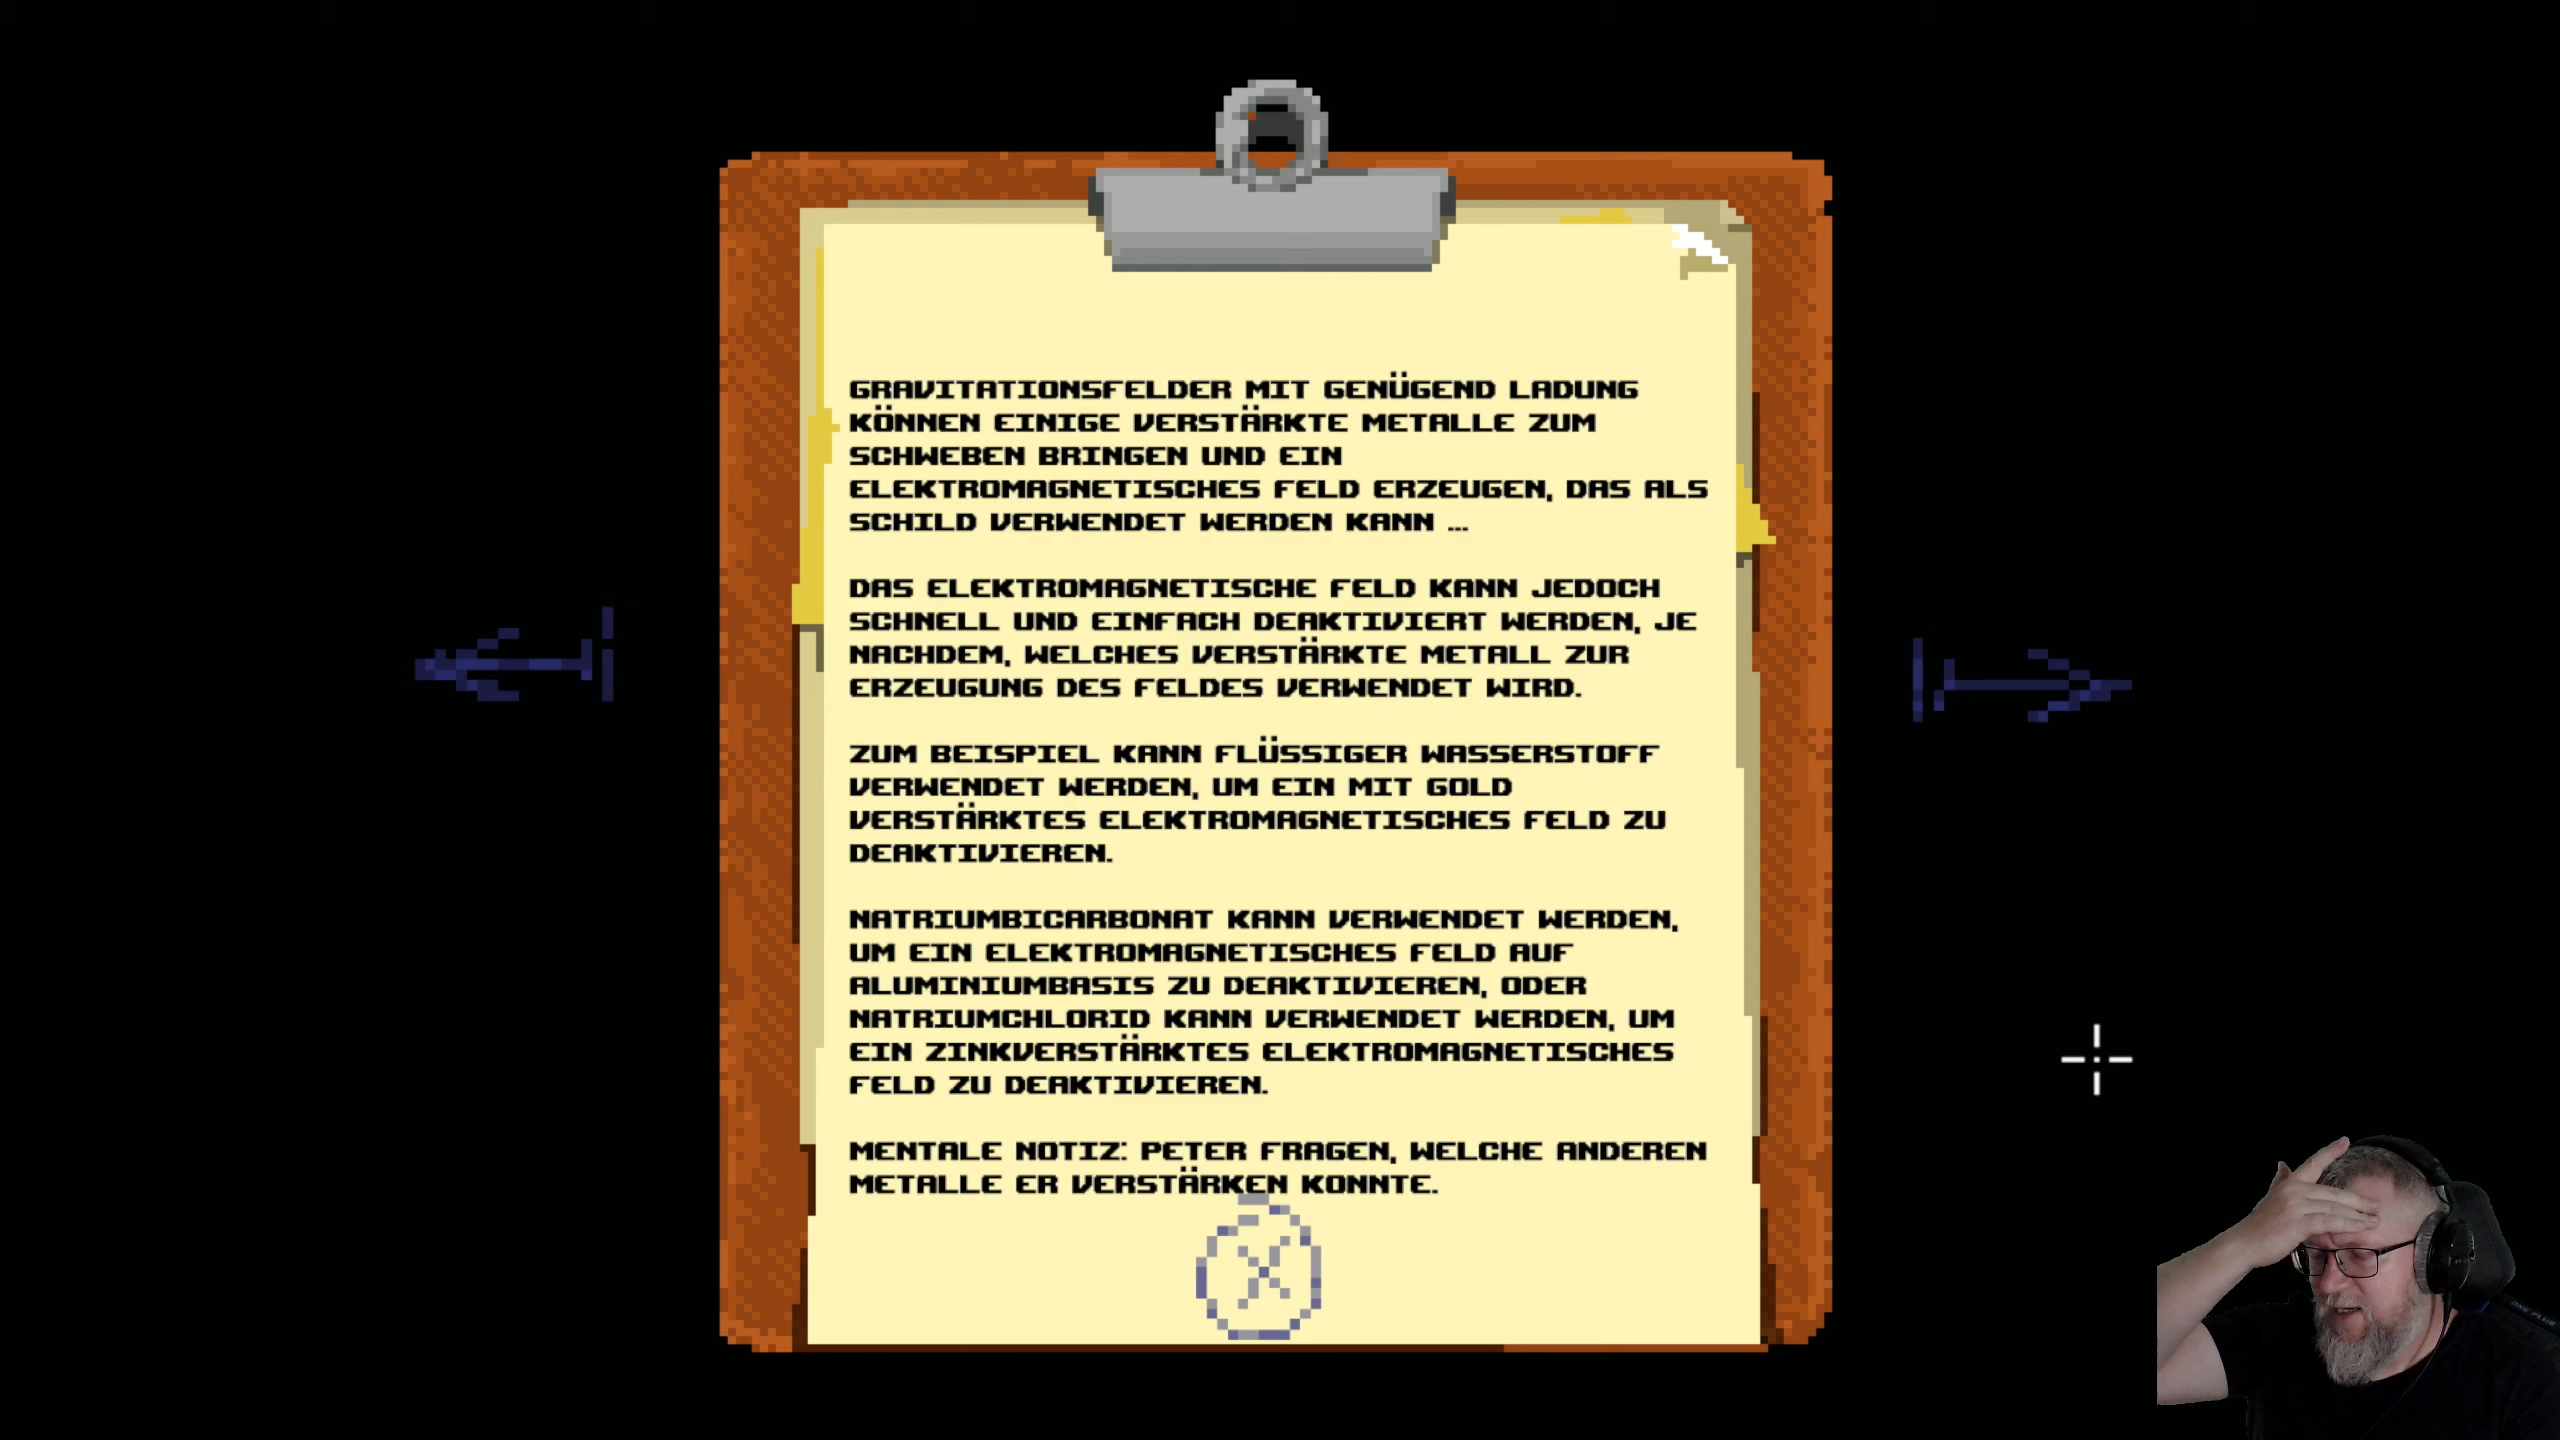 GRAVITATIONSFELDER MIT GENÜGEND LADUNG
KÖNNEN EINIGE VERSTÄRKTE METALLE ZUM
SCHWEBEN BRINGEN UND EIN
ELEKTROMAGNETISCHES FELD ERZEUGEN, DAS ALS
SCHILD VERWENDET WERDEN KANN ...
DAS ELEKTROMAGNETISCHE FELD KANN JEDOCH
SCHNELL UND EINFACH DEAKTIVIERT WERDEN, JE
NACHDEM, WELCHES VERSTÄRKTE METALL ZUR
ERZEUGUNG DES FELDES VERWENDET WIRD.
ZUM BEISPIEL KANN FLÜSSIGER WASSERSTOFF
VERWENDET WERDEN, UM EIN MIT GOLD
VERSTÄRKTES ELEKTROMAGNETISCHES FELD ZU
DEAKTIVIEREN.
NATRIUMBICARBONAT KANN VERWENDET WERDEN,
UM EIN ELEKTROMAGNETISCHES FELD AUF
ALUMINIUMBASIS ZU DEAKTIVIEREN, ODER
NATRIUMCHLORID KANN VERWENDET WERDEN, UM
EIN ZINKVERSTÄRKTES ELEKTROMAGNETISCHES
FELD ZU DEAKTIVIEREN.
MENTALE NOTIZ: PETER FRAGEN, WELCHE ANDEREN
METALLE ER VERSTÄRKEN KONNTE.
X